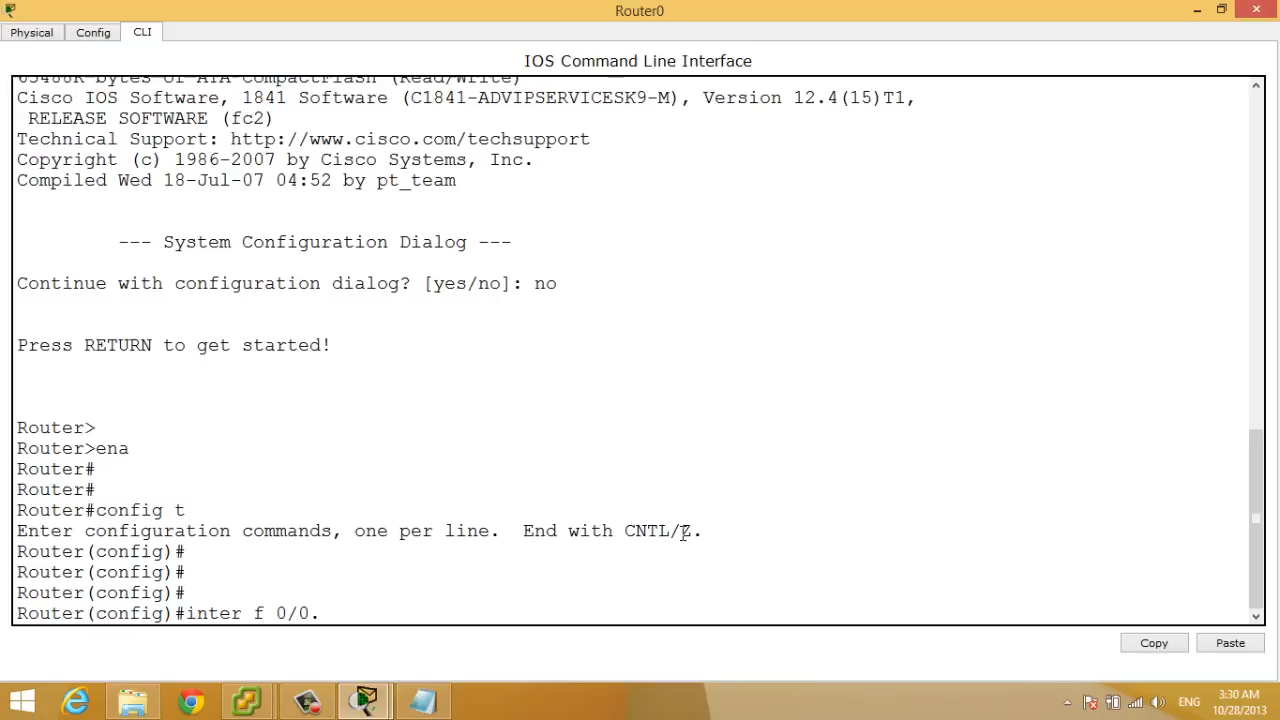 Router0
Physical Config CLI
IOS Command Line Interface
65488K bytes of ATA CompactFlash (Read/Write)
Cisco IOS Software, 1841 Software (C1841-ADVIPSERVICESK9-M), Version 12.4(15)T1,
RELEASE SOFTWARE (fc2)
Technical Support: http://www.cisco.com/techsupport
Copyright (c) 1986-2007 by Cisco Systems, Inc.
Compiled Wed 18-Jul-07 04:52 by pt_team
--- System Configuration Dialog ---
Continue with configuration dialog? [yes/no]: no
Press RETURN to get started!
Router>
Router>ena
Router#
Router#
Router#config t
Enter configuration commands, one per line.  End with CNTL/Z.
Router(config)#
Router(config)#
Router(config)#
Router(config)#inter f 0/0.
Copy Paste
ENG
3:30 AM
10/28/2013